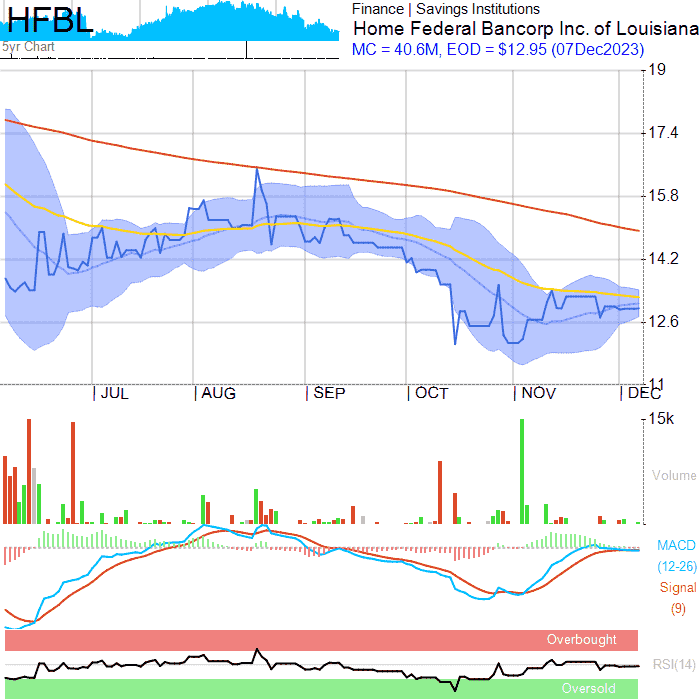 HFBL
5yr Chart
Finance | Savings Institutions
Home Federal Bancorp Inc. of Louisiana
MC = 40.6M, EOD = $12.95 (07Dec2023)
19
17.4
15.8
14.2
12.6
11
JUL AUG SEP OCT NOV DEC
15k
Volume
MACD
(12-26)
Signal
(9)
Overbought
RSI(14)
Oversold